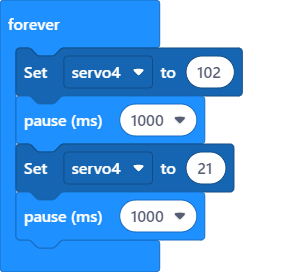 forever
Set servo4 to 102
pause (ms) 1000
Set servo4 to 21
pause (ms) 1000